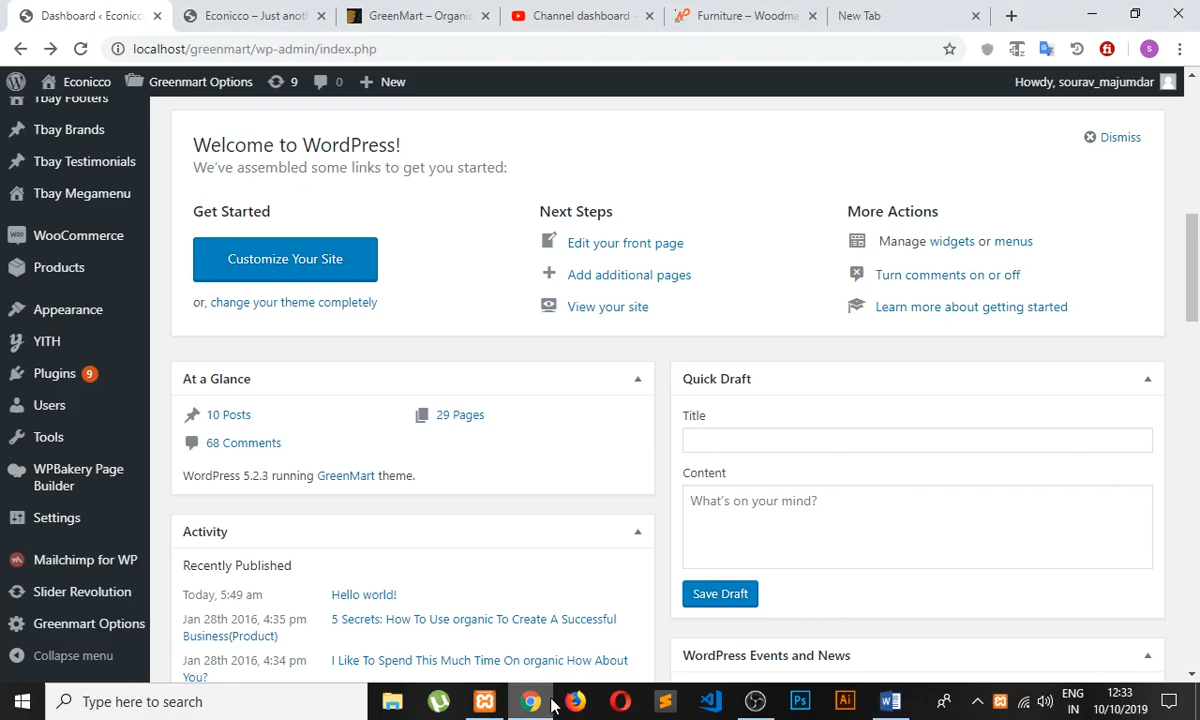 Dashboard ‹ Econicc
Econicco – Just anot
GreenMart – Organic
Channel dashboard -
Furniture – Woodma
New Tab
localhost/greenmart/wp-admin/index.php
s
Econicco
Greenmart Options
9
0
New
Howdy, sourav_majumdar
Tbay Footers
Tbay Brands
Tbay Testimonials
Tbay Megamenu
WooCommerce
Products
Appearance
YITH
Plugins 9
Users
Tools
WPBakery Page
Builder
Settings
Mailchimp for WP
Slider Revolution
Greenmart Options
Collapse menu
Welcome to WordPress!
Dismiss
We've assembled some links to get you started:
Get Started
Customize Your Site
or, change your theme completely
Next Steps
Edit your front page
Add additional pages
View your site
More Actions
Manage widgets or menus
Turn comments on or off
Learn more about getting started
At a Glance
10 Posts
29 Pages
68 Comments
WordPress 5.2.3 running GreenMart theme.
Activity
Recently Published
Today, 5:49 am
Hello world!
Jan 28th 2016, 4:35 pm
5 Secrets: How To Use organic To Create A Successful
Business(Product)
Jan 28th 2016, 4:34 pm
I Like To Spend This Much Time On organic How About
You?
Quick Draft
Title
Content
What's on your mind?
Save Draft
WordPress Events and News
Type here to search
Ps
Ai
ENG
IN
12:33
10/10/2019